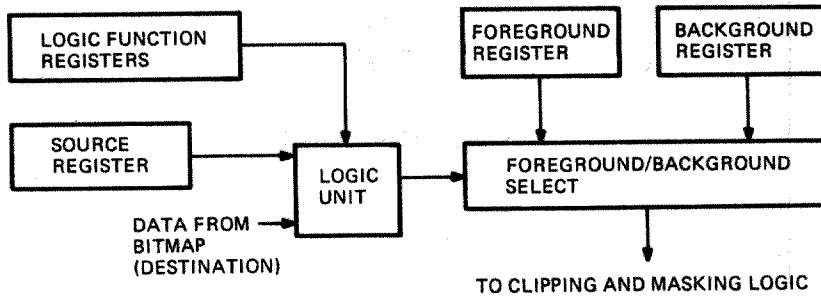 LOGIC FUNCTION
REGISTERS
FOREGROUND
REGISTER
BACKGROUND
REGISTER
SOURCE
REGISTER
LOGIC
UNIT
FOREGROUND/BACKGROUND
SELECT
DATA FROM
BITMAP
(DESTINATION)
TO CLIPPING AND MASKING LOGIC